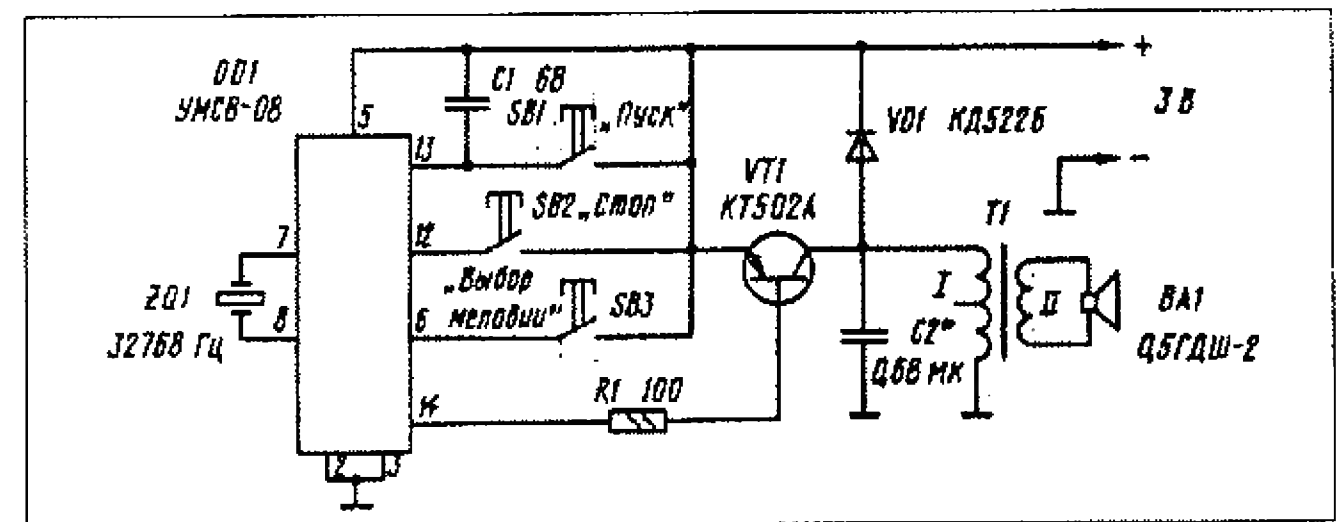 DD1
УМС8-08
5
C1 68
SB1 „Пуск"
13
+
3 В
VD1 КД522Б
−
VT1
КТ502А
T1
SB2 „Стоп"
12
7
„Выбор
мелодии"
SB3
6
ZQ1
32768 Гц
8
I
II
BA1
0,5ГДШ-2
C2*
0,68 мк
R1 100
14
2
3